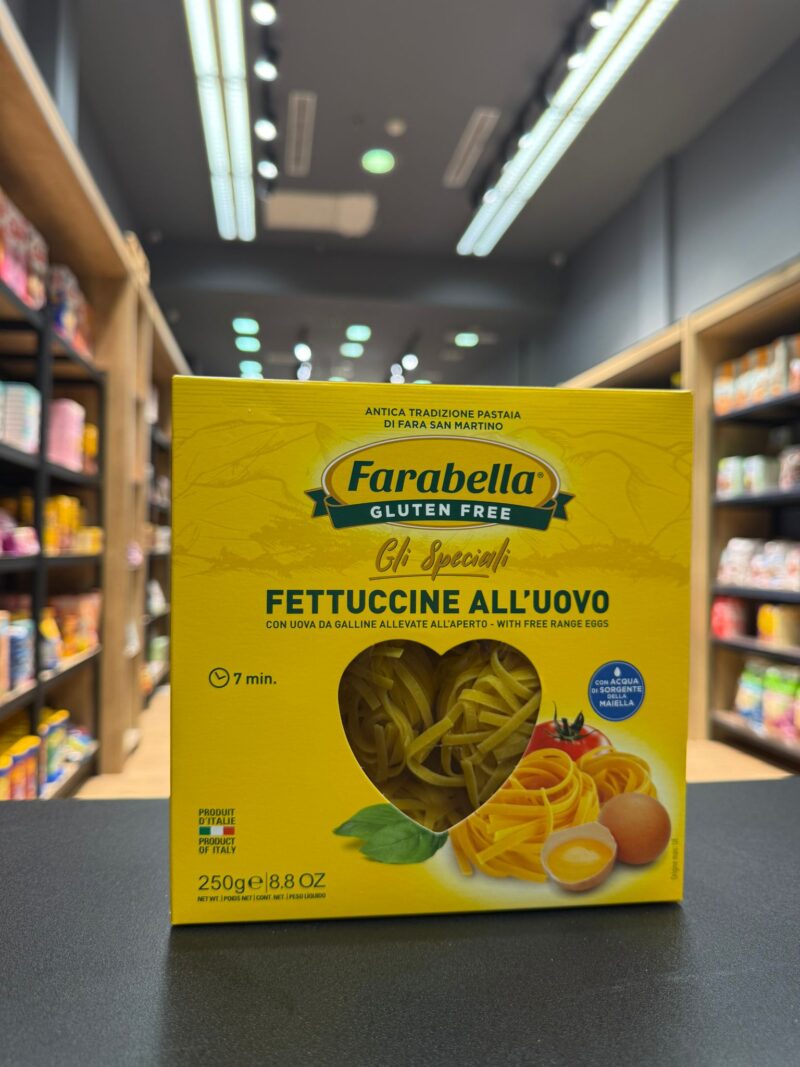 ANTICA TRADIZIONE PASTAIA
DI FARA SAN MARTINO
Farabella®
GLUTEN FREE
Gli Speciali
FETTUCCINE ALL'UOVO
CON UOVA DA GALLINE ALLEVATE ALL'APERTO - WITH FREE RANGE EGGS
7 min.
CON ACQUA
DI SORGENTE
DELLA
MAIELLA
PRODUIT
D'ITALIE
PRODUCT
OF ITALY
250g e | 8.8 OZ
NET WT. | POIDS NET | CONT. NET. | PESO LÍQUIDO